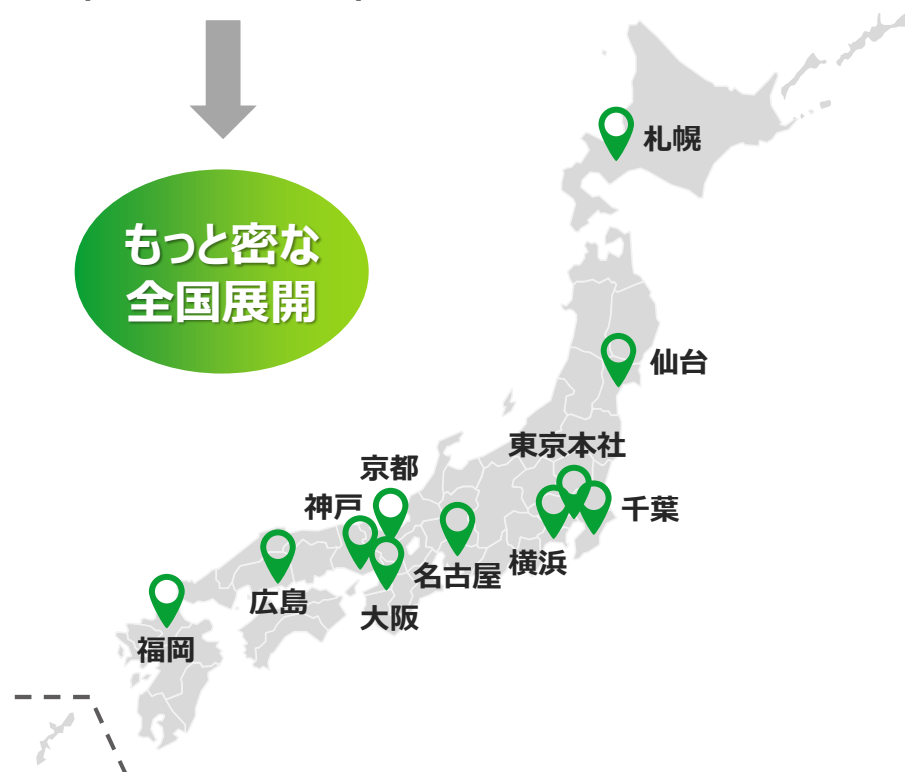 もっと密な
全国展開
札幌
仙台
東京本社
京都
神戸
千葉
横浜
名古屋
広島
大阪
福岡